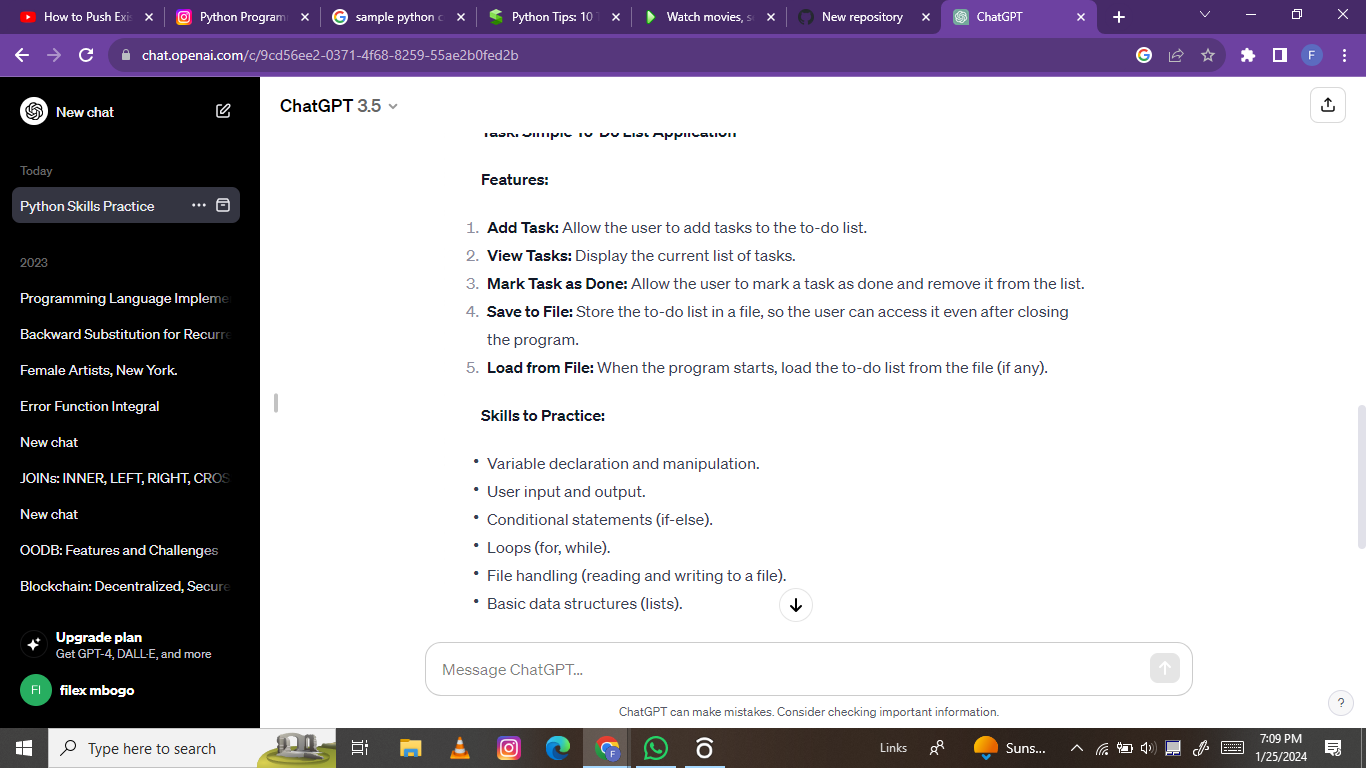 How to Push Exis
Python Program
sample python c
Python Tips: 10 T
Watch movies, s
New repository
ChatGPT
chat.openai.com/c/9cd56ee2-0371-4f68-8259-55ae2b0fed2b
F
New chat
Today
Python Skills Practice
2023
Programming Language Impleme
Backward Substitution for Recurre
Female Artists, New York.
Error Function Integral
New chat
JOINs: INNER, LEFT, RIGHT, CROS
New chat
OODB: Features and Challenges
Blockchain: Decentralized, Secure
Upgrade plan
Get GPT-4, DALL·E, and more
FI
filex mbogo
ChatGPT 3.5
Task: Simple To-Do List Application
Features:
1. Add Task: Allow the user to add tasks to the to-do list.
2. View Tasks: Display the current list of tasks.
3. Mark Task as Done: Allow the user to mark a task as done and remove it from the list.
4. Save to File: Store the to-do list in a file, so the user can access it even after closing
the program.
5. Load from File: When the program starts, load the to-do list from the file (if any).
Skills to Practice:
• Variable declaration and manipulation.
• User input and output.
• Conditional statements (if-else).
• Loops (for, while).
• File handling (reading and writing to a file).
• Basic data structures (lists).
Message ChatGPT...
ChatGPT can make mistakes. Consider checking important information.
?
Type here to search
F
Links
Suns...
7:09 PM
1/25/2024